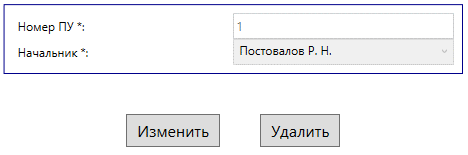 Номер ПУ *: 1
Начальник *: Постовалов Р. Н.
Изменить Удалить